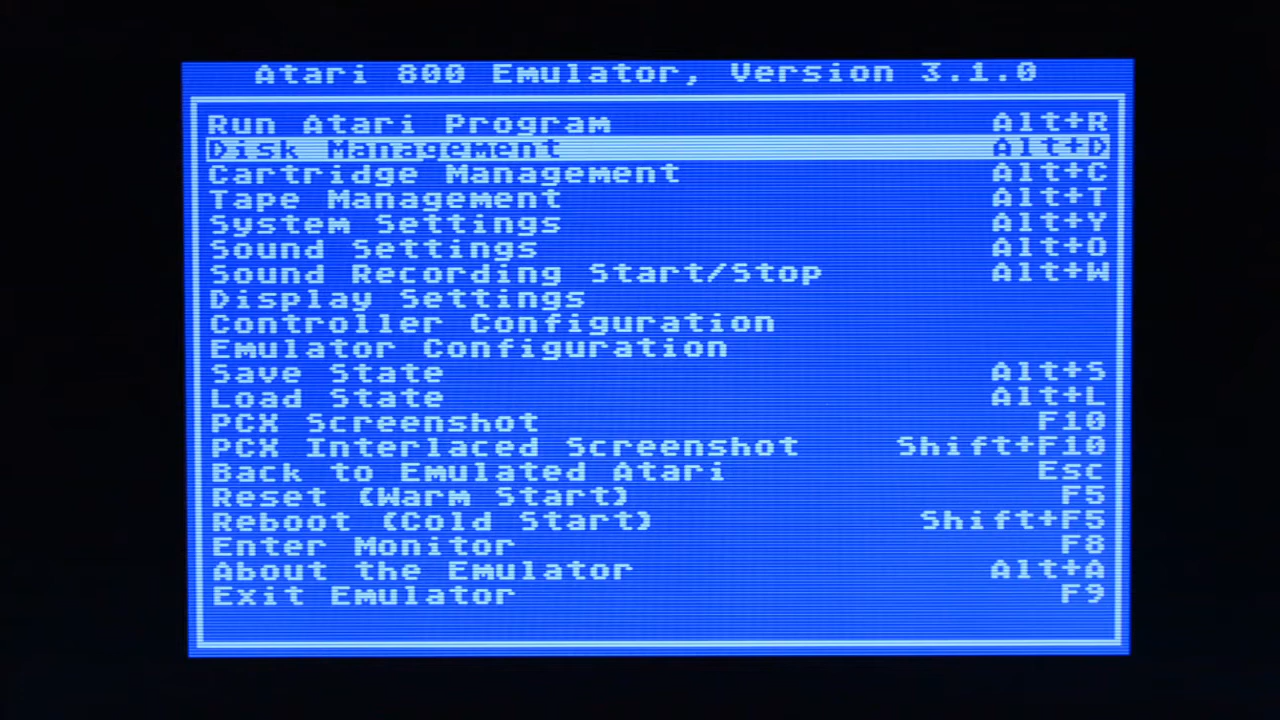 Atari 800 Emulator, Version 3.1.0
Run Atari Program Alt+R
Disk Management Alt+D
Cartridge Management Alt+C
Tape Management Alt+T
System Settings Alt+Y
Sound Settings Alt+O
Sound Recording Start/Stop Alt+W
Display Settings
Controller Configuration
Emulator Configuration
Save State Alt+S
Load State Alt+L
PCX Screenshot F10
PCX Interlaced Screenshot Shift+F10
Back to Emulated Atari Esc
Reset (Warm Start) F5
Reboot (Cold Start) Shift+F5
Enter Monitor F8
About the Emulator Alt+A
Exit Emulator F9